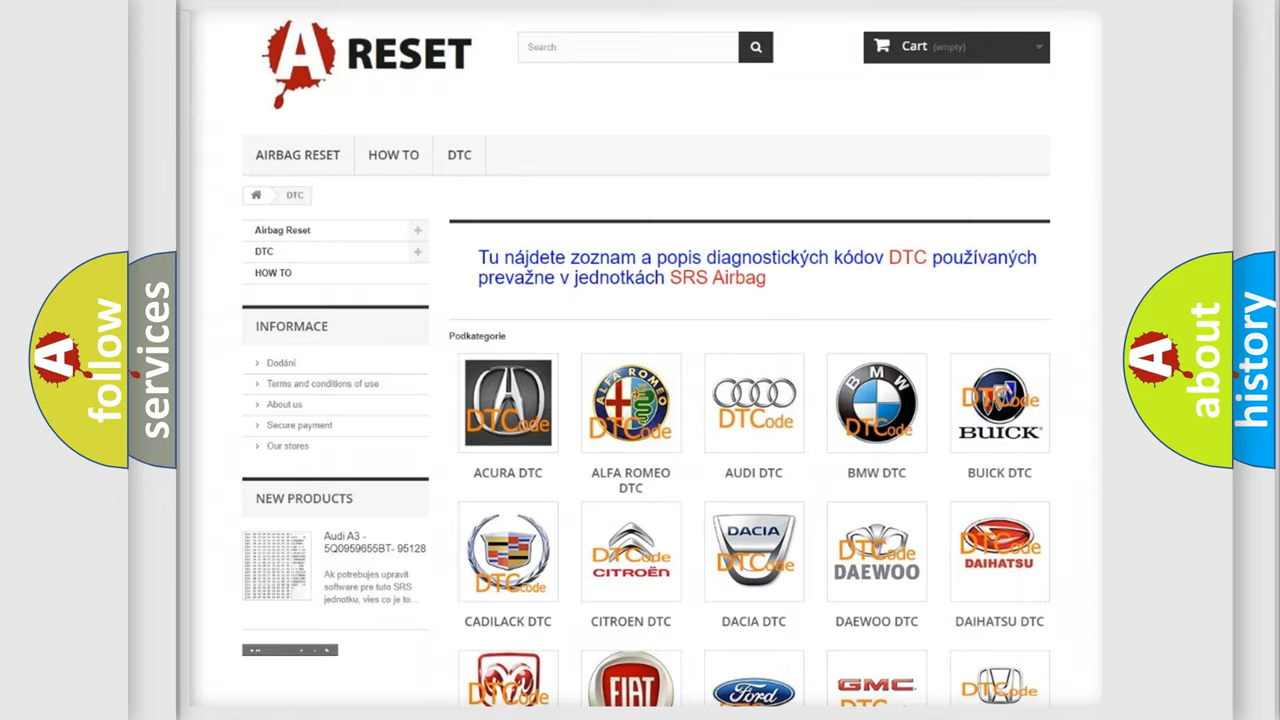 A RESET
Search
Cart (empty)
AIRBAG RESET
HOW TO
DTC
DTC
Airbag Reset
DTC
HOW TO
INFORMACE
Dodání
Terms and conditions of use
About us
Secure payment
Our stores
NEW PRODUCTS
Audi A3 -
5Q0959655BT- 95128
Ak potrebujes upravit
software pre tuto SRS
jednotku, vies co je to...
Tu nájdete zoznam a popis diagnostických kódov DTC používaných
prevažne v jednotkách SRS Airbag
Podkategorie
DTCode
ALFA ROMEO
DTCode
DTCode
BMW
DTCode
DTCode
BUICK
ACURA DTC
ALFA ROMEO
DTC
AUDI DTC
BMW DTC
BUICK DTC
DTCode
DTCode
CITROËN
DACIA
DTCode
DTCode
DAEWOO
DTCode
DAIHATSU
CADILACK DTC
CITROEN DTC
DACIA DTC
DAEWOO DTC
DAIHATSU DTC
DTCode
FIAT
Ford
GMC
DTCode
A follow
services
A about
history